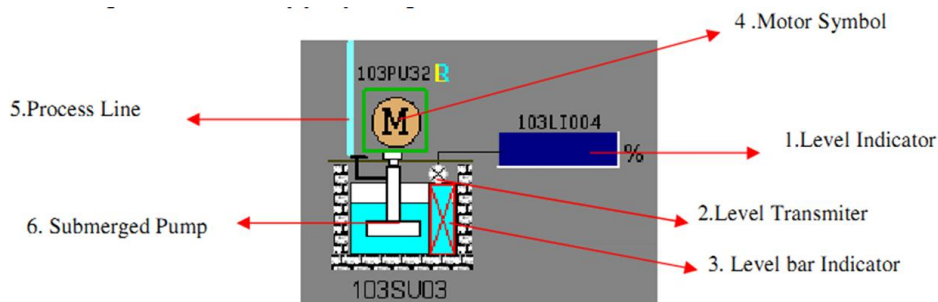 4 .Motor Symbol
103PU32 R
5.Process Line
M
103LI004
%
1.Level Indicator
2.Level Transmiter
6. Submerged Pump
3. Level bar Indicator
103SU03